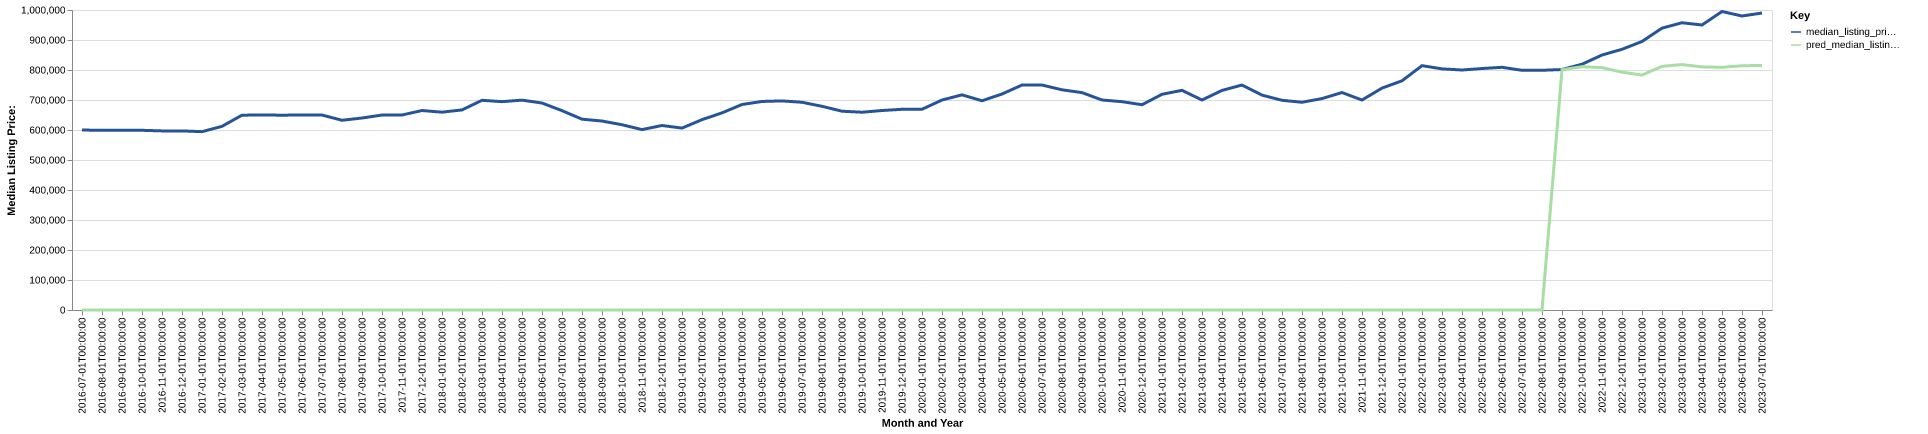 1,000,000
900,000
800,000
700,000
600,000
500,000
400,000
300,000
200,000
100,000
0
Median Listing Price:
2016-07-01T00:00:00
2016-08-01T00:00:00
2016-09-01T00:00:00
2016-10-01T00:00:00
2016-11-01T00:00:00
2016-12-01T00:00:00
2017-01-01T00:00:00
2017-02-01T00:00:00
2017-03-01T00:00:00
2017-04-01T00:00:00
2017-05-01T00:00:00
2017-06-01T00:00:00
2017-07-01T00:00:00
2017-08-01T00:00:00
2017-09-01T00:00:00
2017-10-01T00:00:00
2017-11-01T00:00:00
2017-12-01T00:00:00
2018-01-01T00:00:00
2018-02-01T00:00:00
2018-03-01T00:00:00
2018-04-01T00:00:00
2018-05-01T00:00:00
2018-06-01T00:00:00
2018-07-01T00:00:00
2018-08-01T00:00:00
2018-09-01T00:00:00
2018-10-01T00:00:00
2018-11-01T00:00:00
2018-12-01T00:00:00
2019-01-01T00:00:00
2019-02-01T00:00:00
2019-03-01T00:00:00
2019-04-01T00:00:00
2019-05-01T00:00:00
2019-06-01T00:00:00
2019-07-01T00:00:00
2019-08-01T00:00:00
2019-09-01T00:00:00
2019-10-01T00:00:00
2019-11-01T00:00:00
2019-12-01T00:00:00
2020-01-01T00:00:00
2020-02-01T00:00:00
2020-03-01T00:00:00
2020-04-01T00:00:00
2020-05-01T00:00:00
2020-06-01T00:00:00
2020-07-01T00:00:00
2020-08-01T00:00:00
2020-09-01T00:00:00
2020-10-01T00:00:00
2020-11-01T00:00:00
2020-12-01T00:00:00
2021-01-01T00:00:00
2021-02-01T00:00:00
2021-03-01T00:00:00
2021-04-01T00:00:00
2021-05-01T00:00:00
2021-06-01T00:00:00
2021-07-01T00:00:00
2021-08-01T00:00:00
2021-09-01T00:00:00
2021-10-01T00:00:00
2021-11-01T00:00:00
2021-12-01T00:00:00
2022-01-01T00:00:00
2022-02-01T00:00:00
2022-03-01T00:00:00
2022-04-01T00:00:00
2022-05-01T00:00:00
2022-06-01T00:00:00
2022-07-01T00:00:00
2022-08-01T00:00:00
2022-09-01T00:00:00
2022-10-01T00:00:00
2022-11-01T00:00:00
2022-12-01T00:00:00
2023-01-01T00:00:00
2023-02-01T00:00:00
2023-03-01T00:00:00
2023-04-01T00:00:00
2023-05-01T00:00:00
2023-06-01T00:00:00
2023-07-01T00:00:00
Month and Year
Key
median_listing_pri…
pred_median_listin…